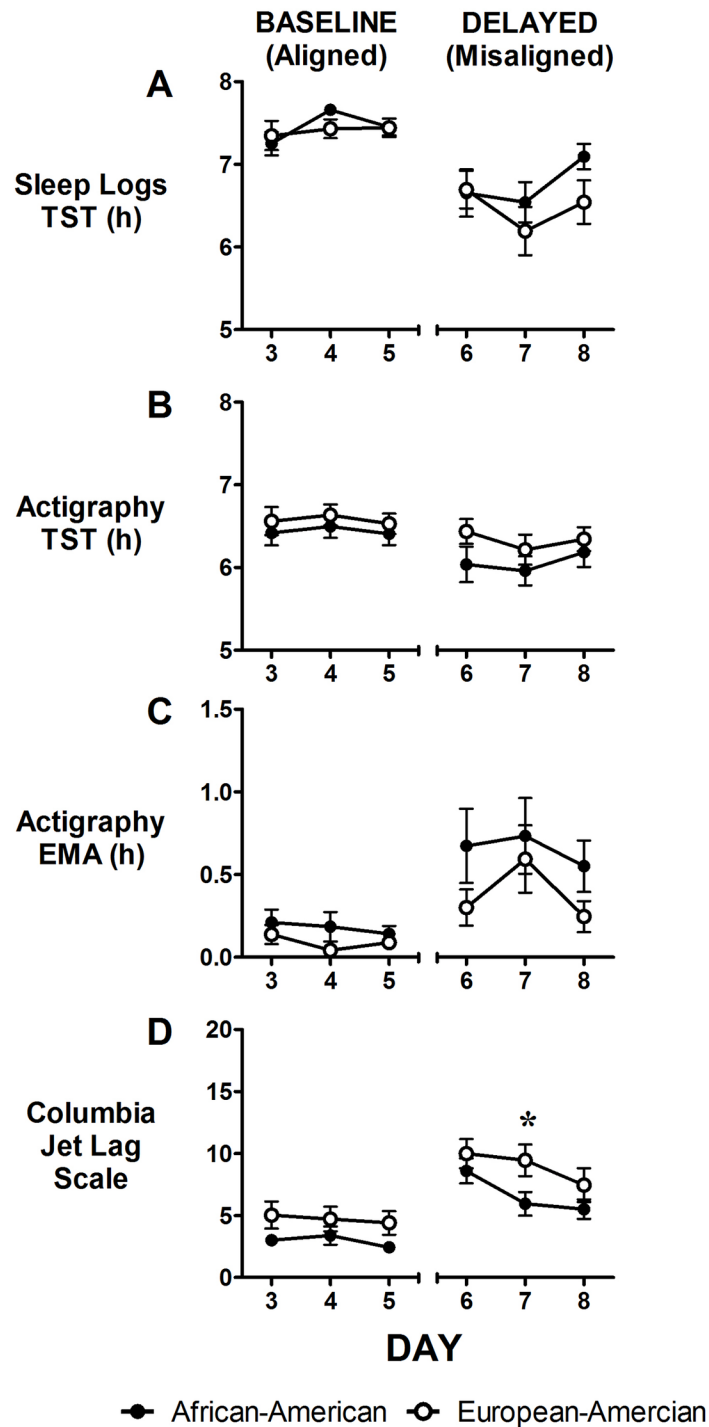 BASELINE
(Aligned)
DELAYED
(Misaligned)
A
Sleep Logs
TST (h)
8
7
6
5
3 4 5 6 7 8
B
Actigraphy
TST (h)
8
7
6
5
3 4 5 6 7 8
C
Actigraphy
EMA (h)
1.5
1.0
0.5
0.0
3 4 5 6 7 8
D
Columbia
Jet Lag
Scale
20
15
10
5
0
*
3 4 5 6 7 8
DAY
African-American European-Amercian